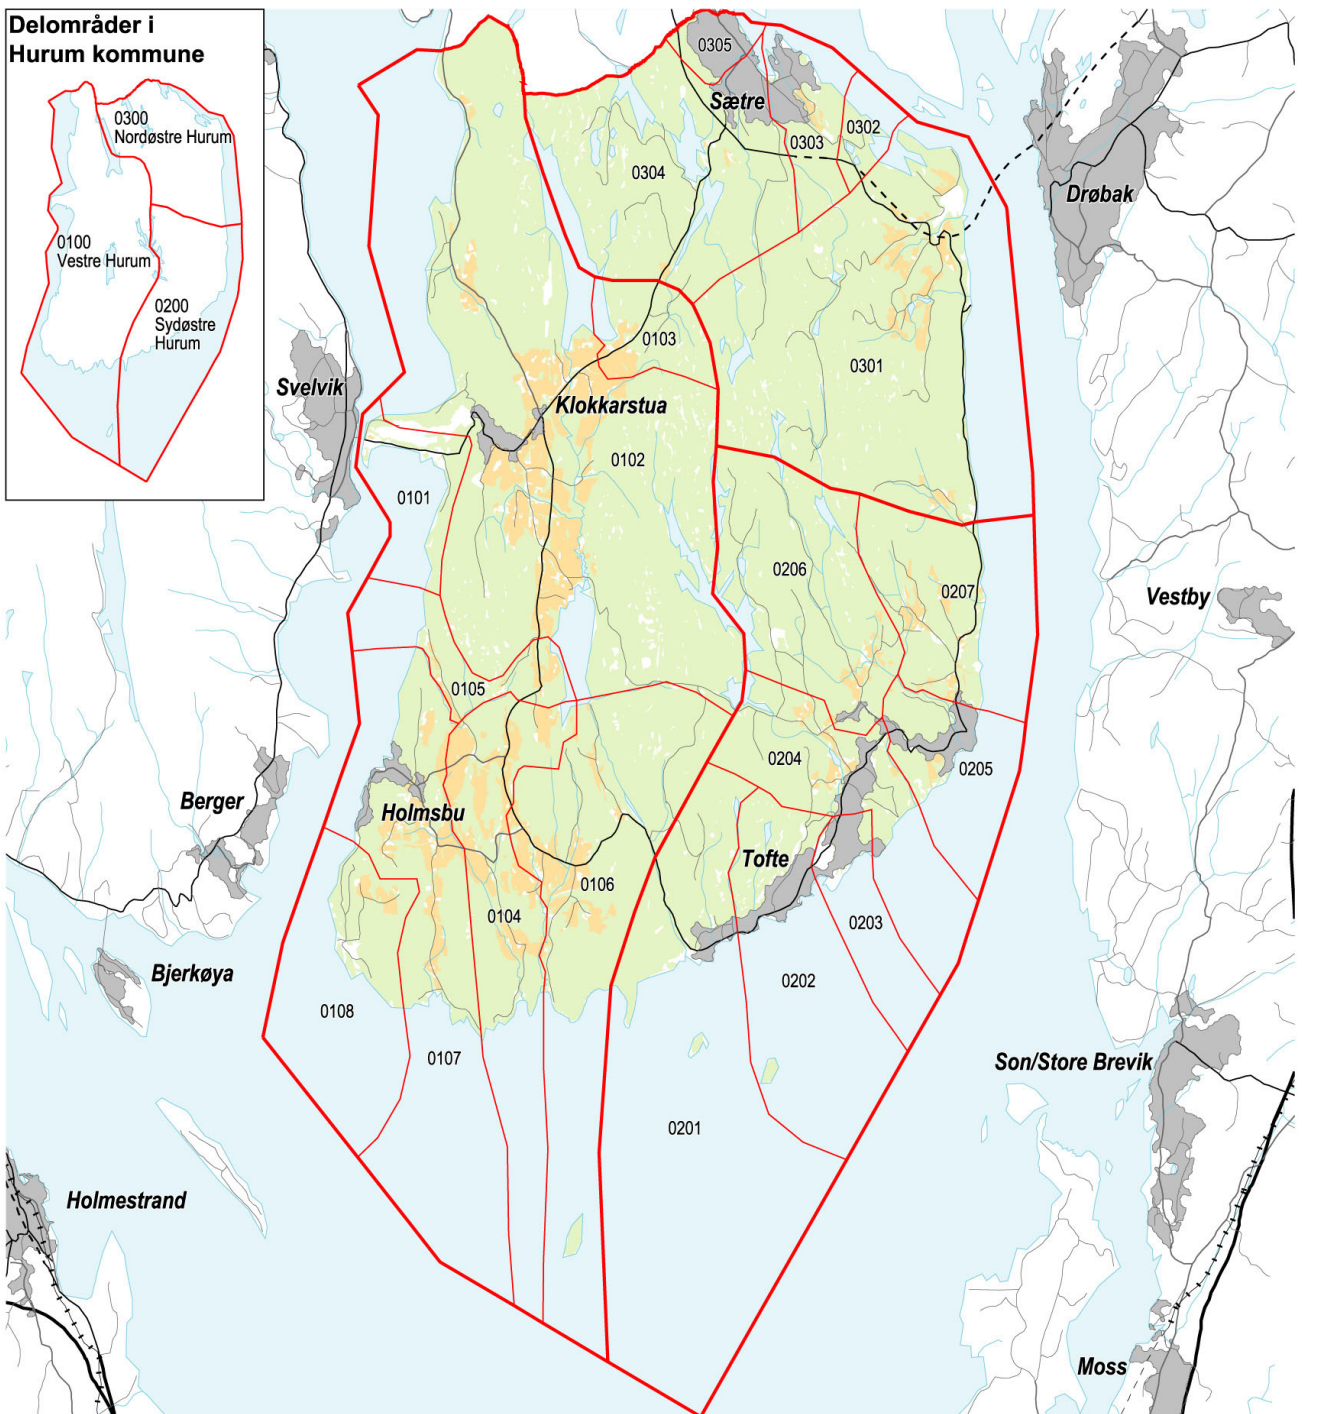 Delområder i
Hurum kommune
0300
Nordøstre Hurum
0100
Vestre Hurum
0200
Sydøstre
Hurum
0305
Sætre
0302
0303
0304
Drøbak
0103
0301
Svelvik
Klokkarstua
0102
0101
0206
0207
Vestby
0105
0204
0205
Berger
Holmsbu
Tofte
0106
0104
0203
Bjerkøya
0202
0108
0107
Son/Store Brevik
0201
Holmestrand
Moss